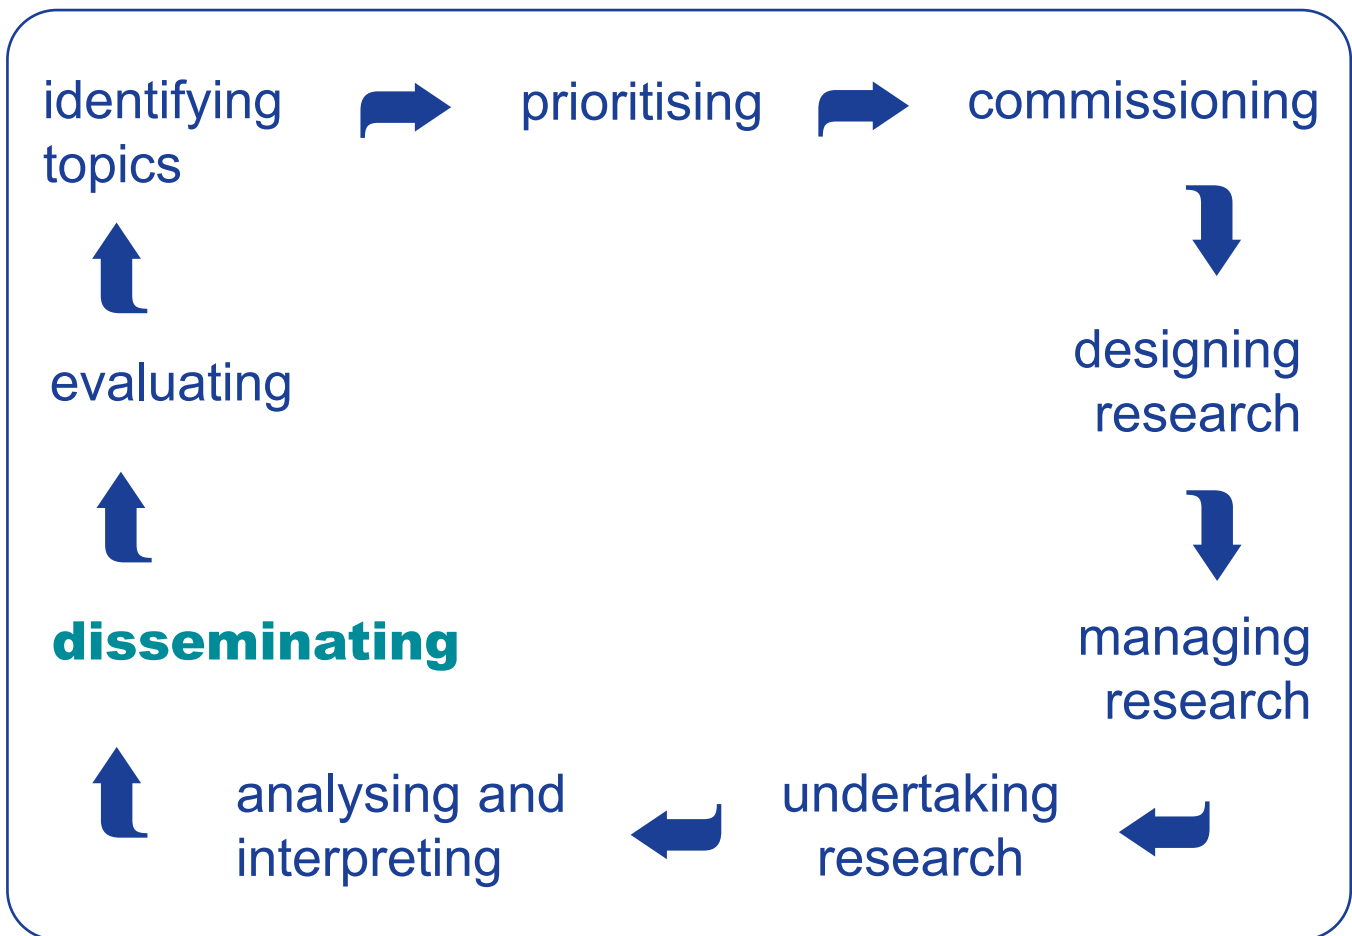 identifying
topics
prioritising
commissioning
designing
research
managing
research
undertaking
research
analysing and
interpreting
disseminating
evaluating